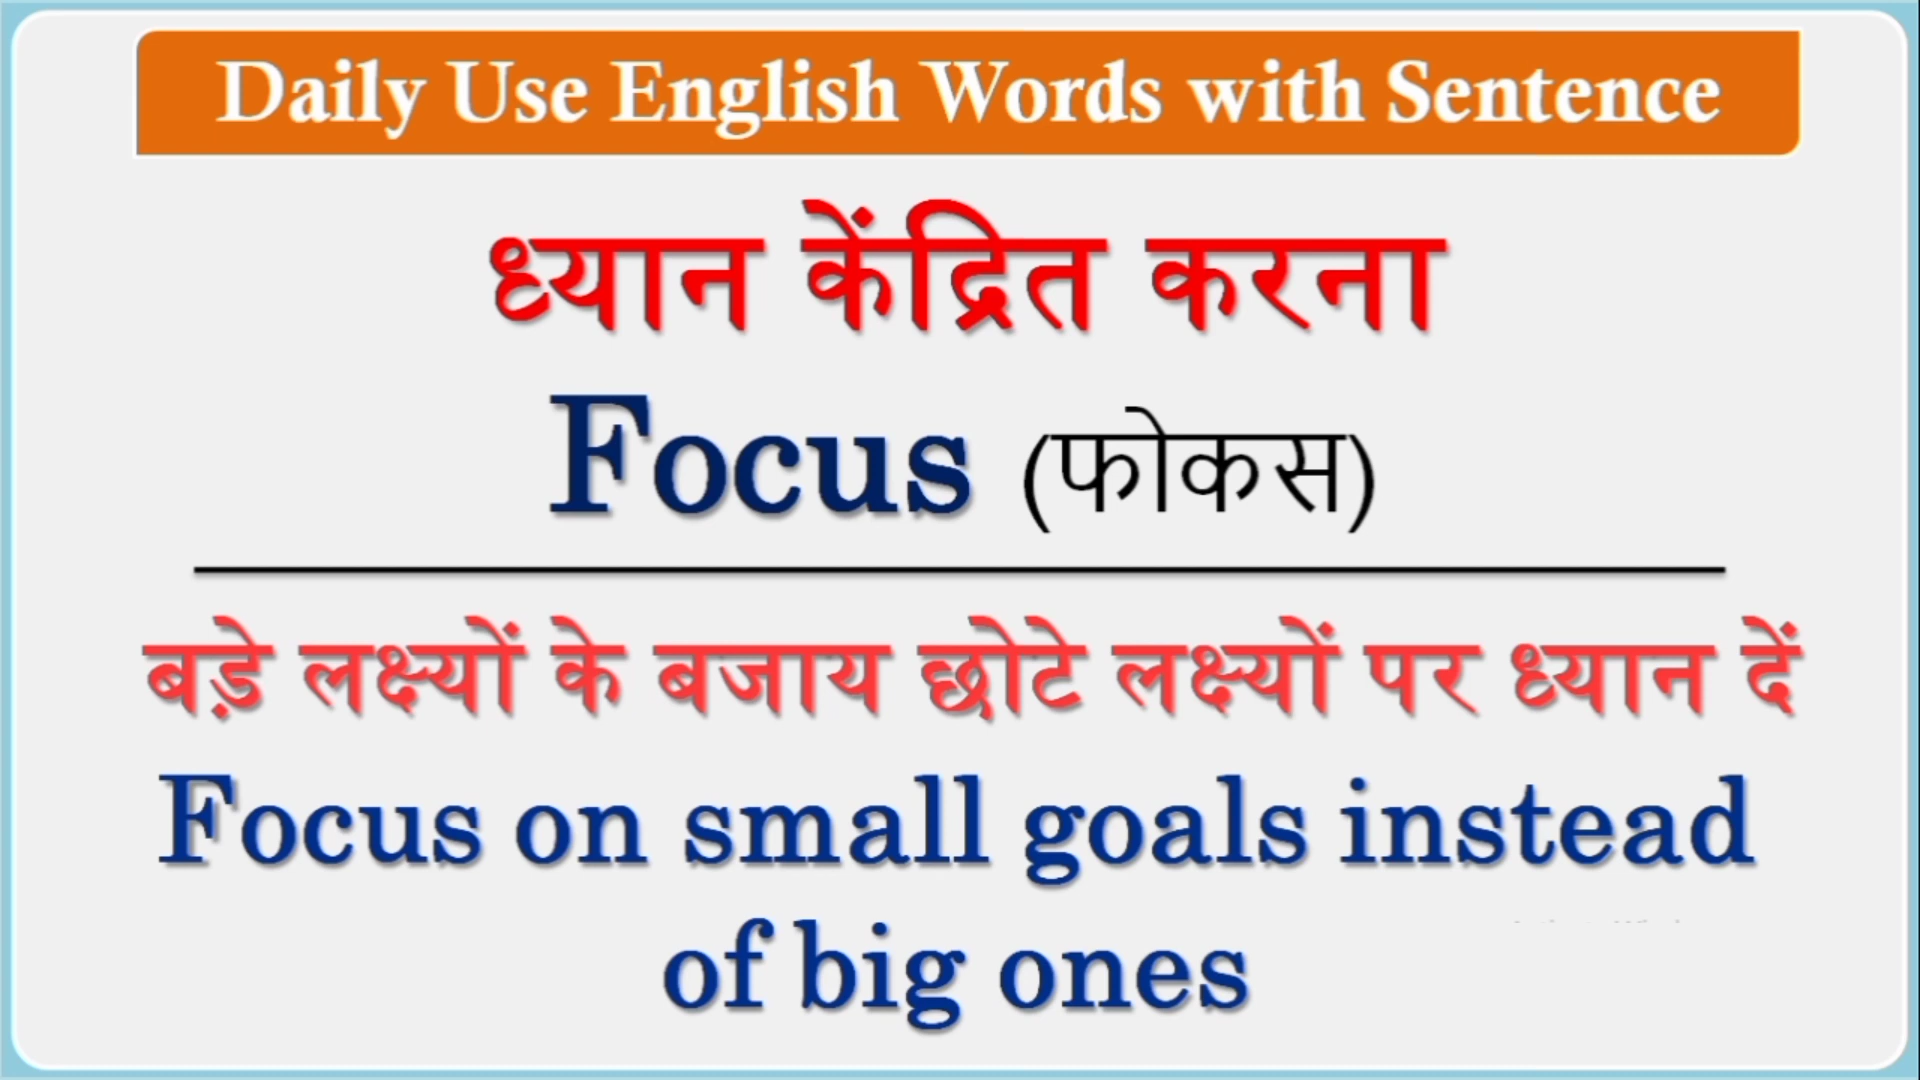 Daily Use English Words with Sentence
ध्यान केंद्रित करना
Focus (फोकस)
बड़े लक्ष्यों के बजाय छोटे लक्ष्यों पर ध्यान दें
Focus on small goals instead
of big ones